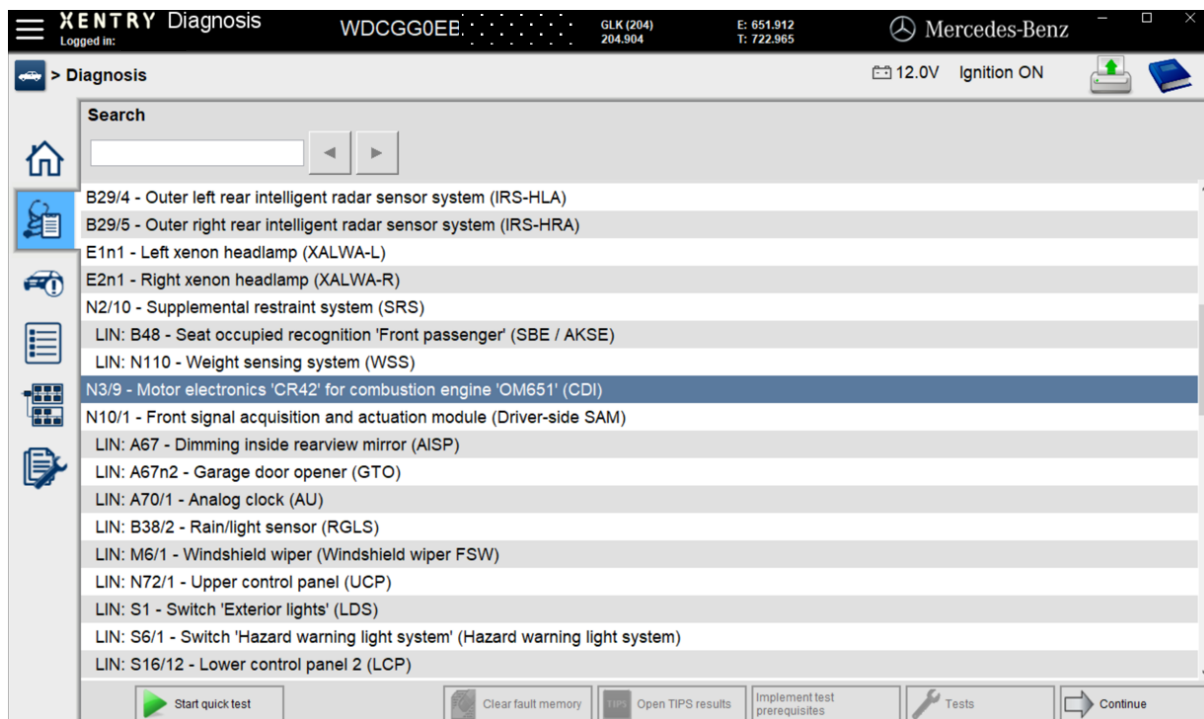 XENTRY Diagnosis
Logged in:
WDCGG0EB
GLK (204)
204.904
E: 651.912
T: 722.965
Mercedes-Benz
> Diagnosis
12.0V Ignition ON
Search
B29/4 - Outer left rear intelligent radar sensor system (IRS-HLA)
B29/5 - Outer right rear intelligent radar sensor system (IRS-HRA)
E1n1 - Left xenon headlamp (XALWA-L)
E2n1 - Right xenon headlamp (XALWA-R)
N2/10 - Supplemental restraint system (SRS)
LIN: B48 - Seat occupied recognition 'Front passenger' (SBE / AKSE)
LIN: N110 - Weight sensing system (WSS)
N3/9 - Motor electronics 'CR42' for combustion engine 'OM651' (CDI)
N10/1 - Front signal acquisition and actuation module (Driver-side SAM)
LIN: A67 - Dimming inside rearview mirror (AISP)
LIN: A67n2 - Garage door opener (GTO)
LIN: A70/1 - Analog clock (AU)
LIN: B38/2 - Rain/light sensor (RGLS)
LIN: M6/1 - Windshield wiper (Windshield wiper FSW)
LIN: N72/1 - Upper control panel (UCP)
LIN: S1 - Switch 'Exterior lights' (LDS)
LIN: S6/1 - Switch 'Hazard warning light system' (Hazard warning light system)
LIN: S16/12 - Lower control panel 2 (LCP)
Start quick test
Clear fault memory
TIPS
Open TIPS results
Implement test
prerequisites
Tests
Continue